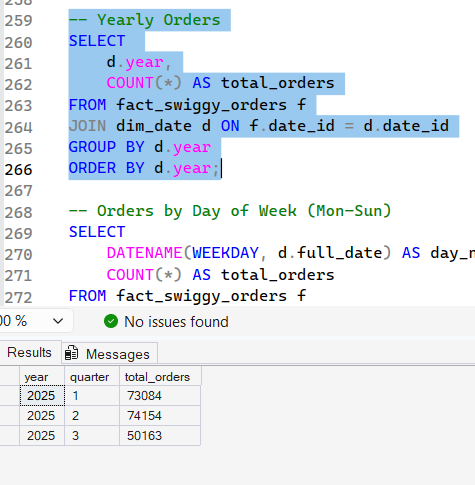 258
259 -- Yearly Orders
260 SELECT
261 d.year,
262 COUNT(*) AS total_orders
263 FROM fact_swiggy_orders f
264 JOIN dim_date d ON f.date_id = d.date_id
265 GROUP BY d.year
266 ORDER BY d.year;
267
268 -- Orders by Day of Week (Mon-Sun)
269 SELECT
270 DATENAME(WEEKDAY, d.full_date) AS day_n
271 COUNT(*) AS total_orders
272 FROM fact_swiggy_orders f
00 % No issues found
Results Messages
year quarter total_orders
2025 1 73084
2025 2 74154
2025 3 50163